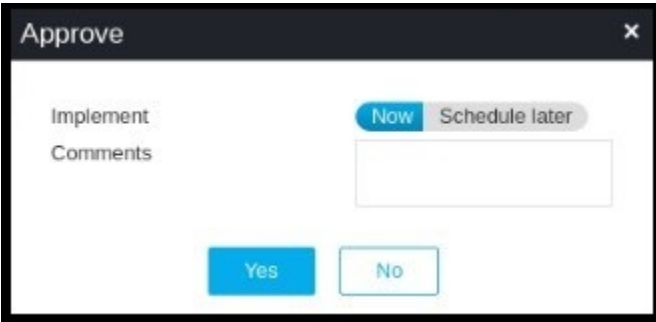 Approve
Implement Now Schedule later
Comments
Yes No